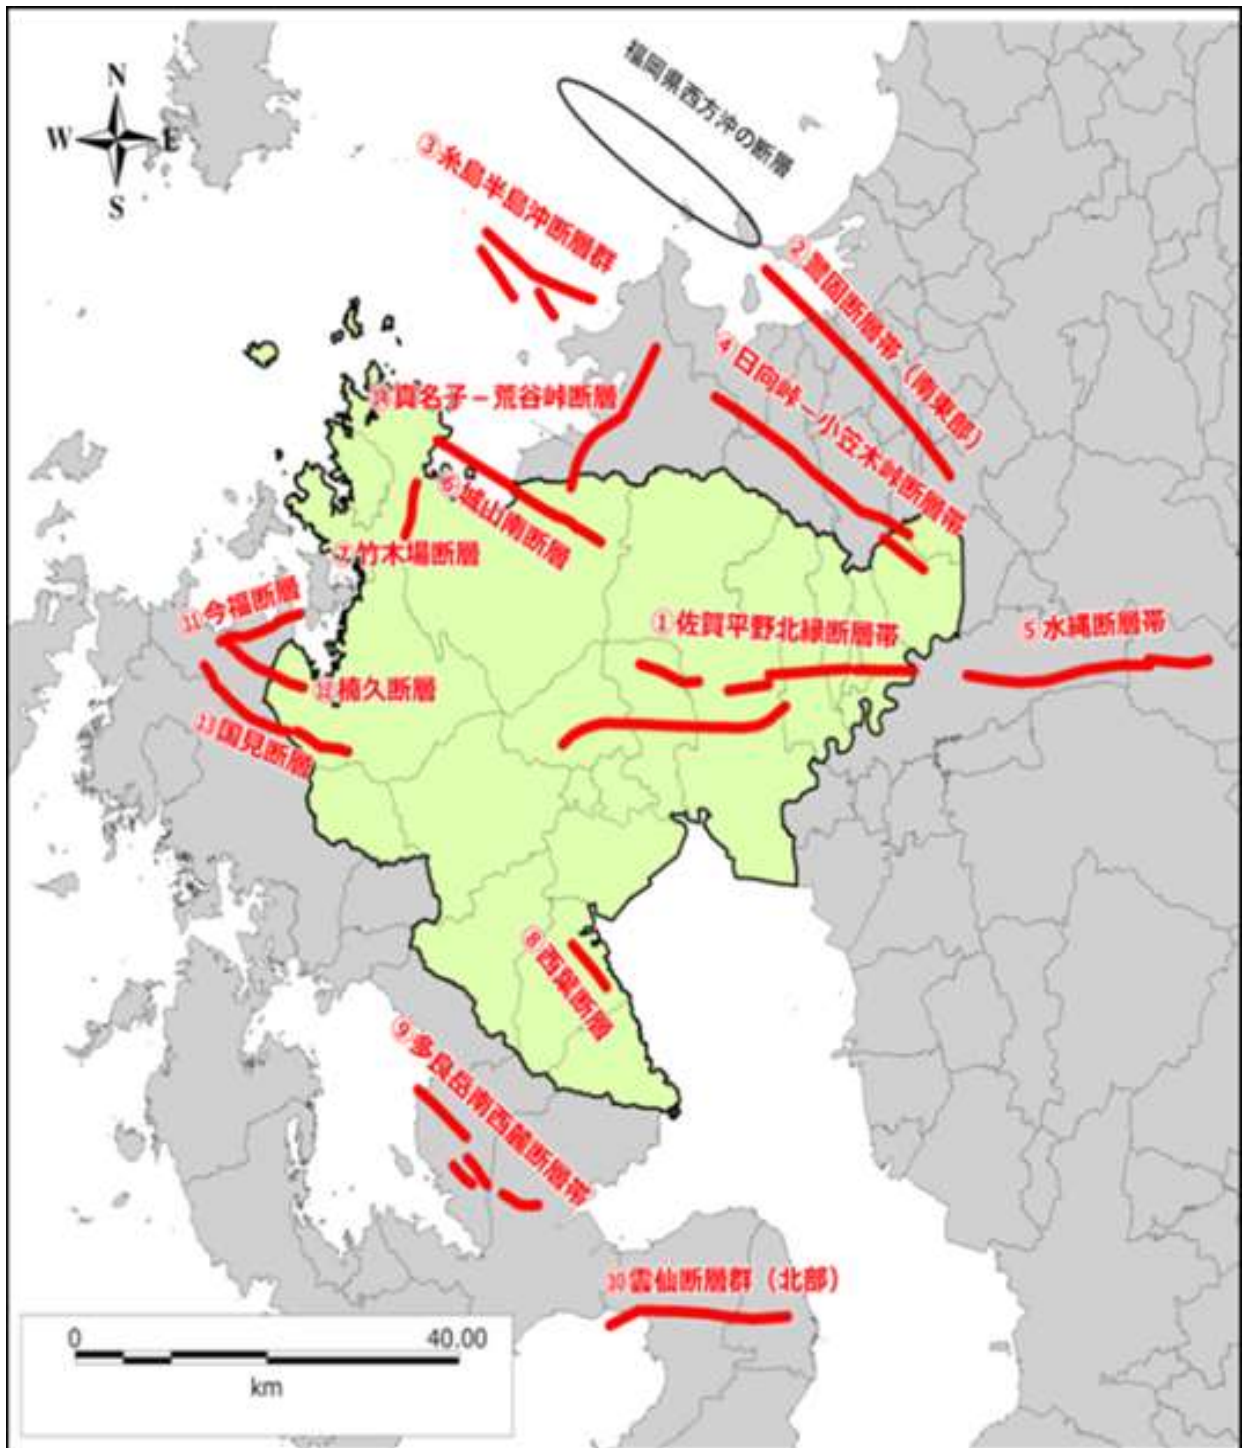 N
W E
S
福岡県西方沖の断層
③糸島半島沖断層群
②警固断層帯（南東部）
④日向峠－小笠木峠断層帯
⑭真名子－荒谷峠断層
⑥城山南断層
⑦竹木場断層
⑪今福断層
①佐賀平野北縁断層帯
⑤水縄断層帯
⑫楠久断層
⑬国見断層
⑧西葉断層
⑨多良岳南西麓断層帯
⑩雲仙断層群（北部）
0 40.00
km